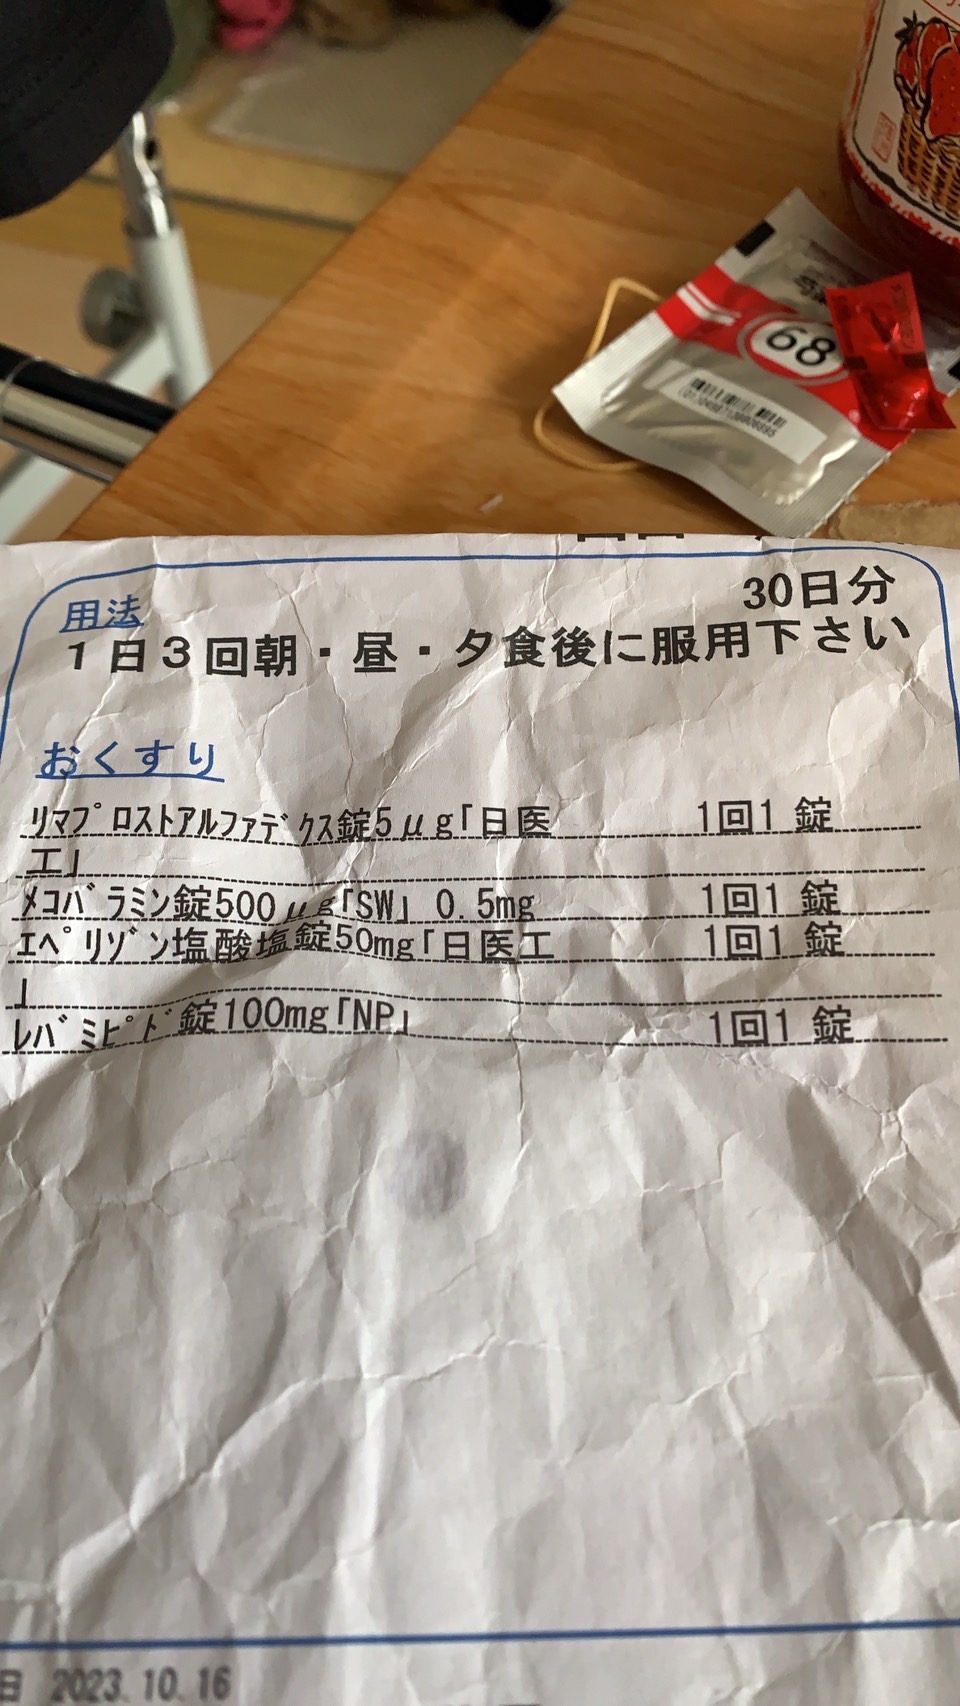 68
30日分
用法
1日3回朝・昼・夕食後に服用下さい
おくすり
リマプロストアルファデクス錠5μg「日医 1回1 錠
工」
メコバラミン錠500μg「SW」 0.5mg 1回1 錠
エペリゾン塩酸塩錠50mg「日医工 1回1 錠
」
レバミピド錠100mg「NP」 1回1 錠
日 2023.10.16